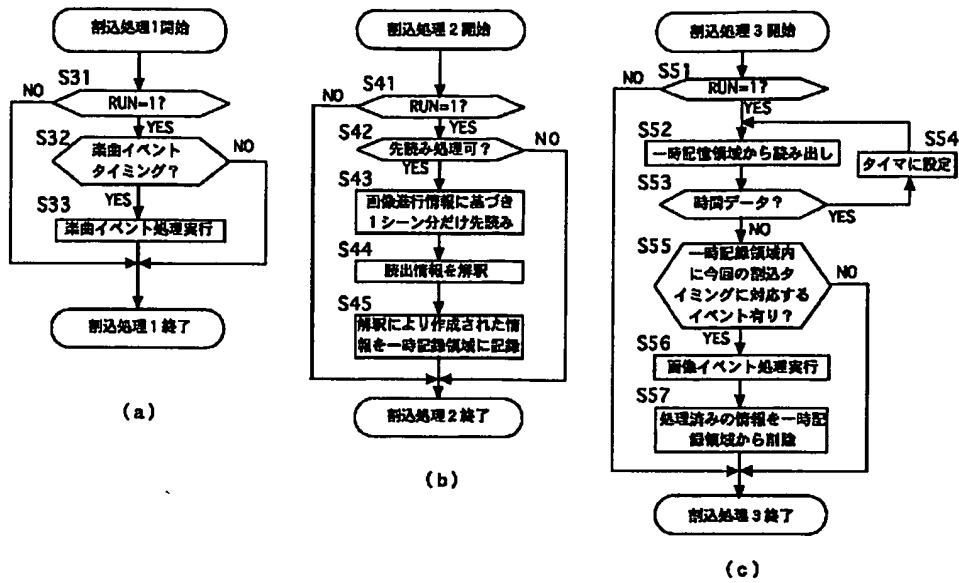 割込処理1開始
S31
NO
RUN=1?
YES
S32
楽曲イベント
タイミング?
NO
YES
S33
楽曲イベント処理実行
割込処理1終了
(a)
割込処理2開始
S41
NO
RUN=1?
YES
S42
先読み処理可?
NO
YES
S43
画像進行情報に基づき
1シーン分だけ先読み
S44
読出情報を解釈
S45
解釈により作成された情
報を一時記録領域に記録
割込処理2終了
(b)
割込処理3開始
S51
NO
RUN=1?
YES
S52
一時記憶領域から読み出し
S54
タイマに設定
S53
時間データ?
YES
NO
S55
一時記録領域内
に今回の割込タ
イミングに対応する
イベント有り?
NO
YES
S56
画像イベント処理実行
S57
処理済みの情報を一時記
録領域から削除
割込処理3終了
(c)